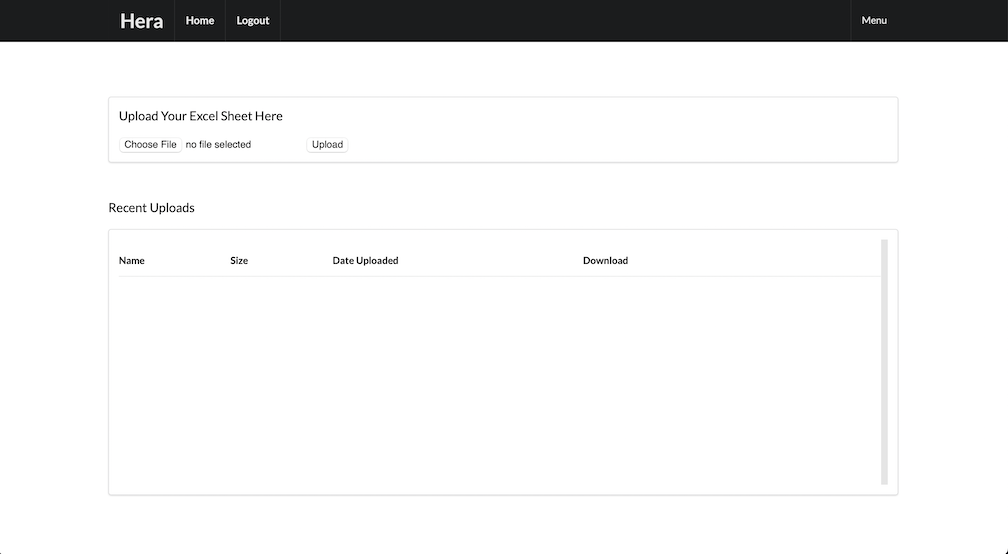 Hera Home Logout Menu
Upload Your Excel Sheet Here
Choose File no file selected Upload
Recent Uploads
Name Size Date Uploaded Download